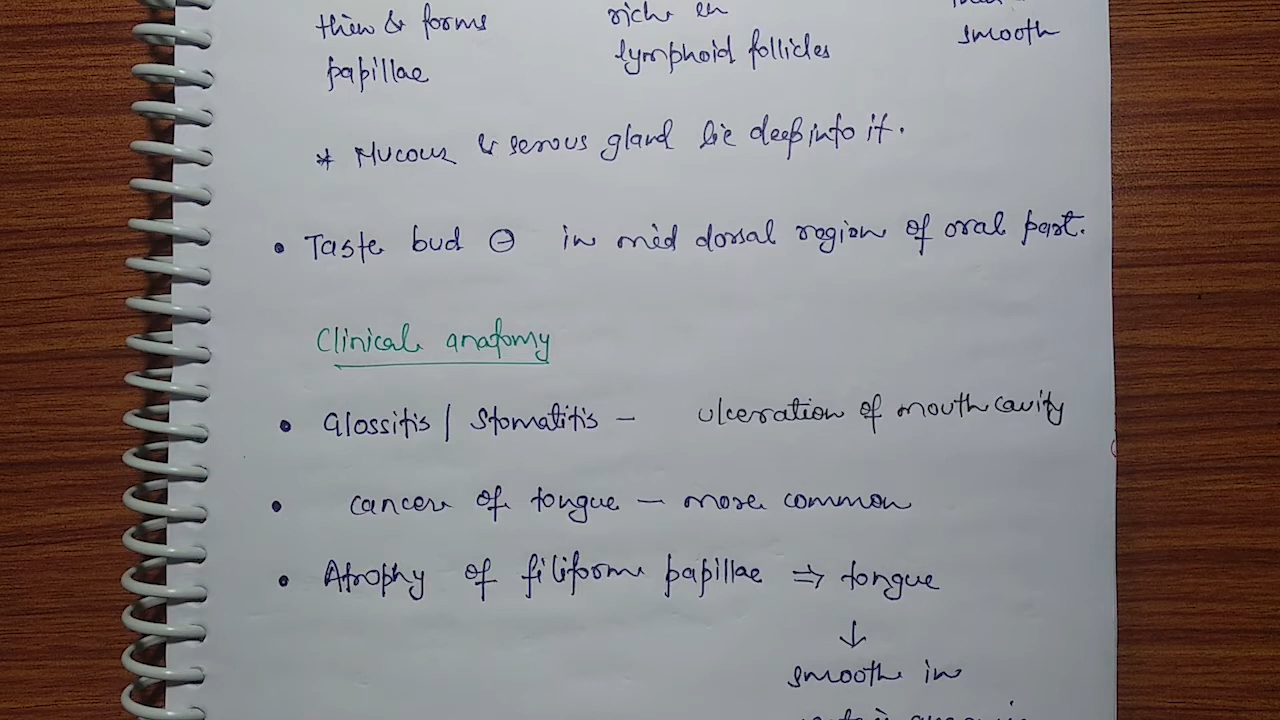 thin & forms
papillae
rich in
lymphoid follicles
smooth
* Mucous & serous gland lie deep into it.
• Taste bud ⊖ in mid dorsal region of oral part.
Clinical anatomy
• Glossitis / Stomatitis - ulceration of mouth cavity
• cancer of tongue - more common
• Atrophy of filiform papillae ⇒ tongue
↓
smooth in